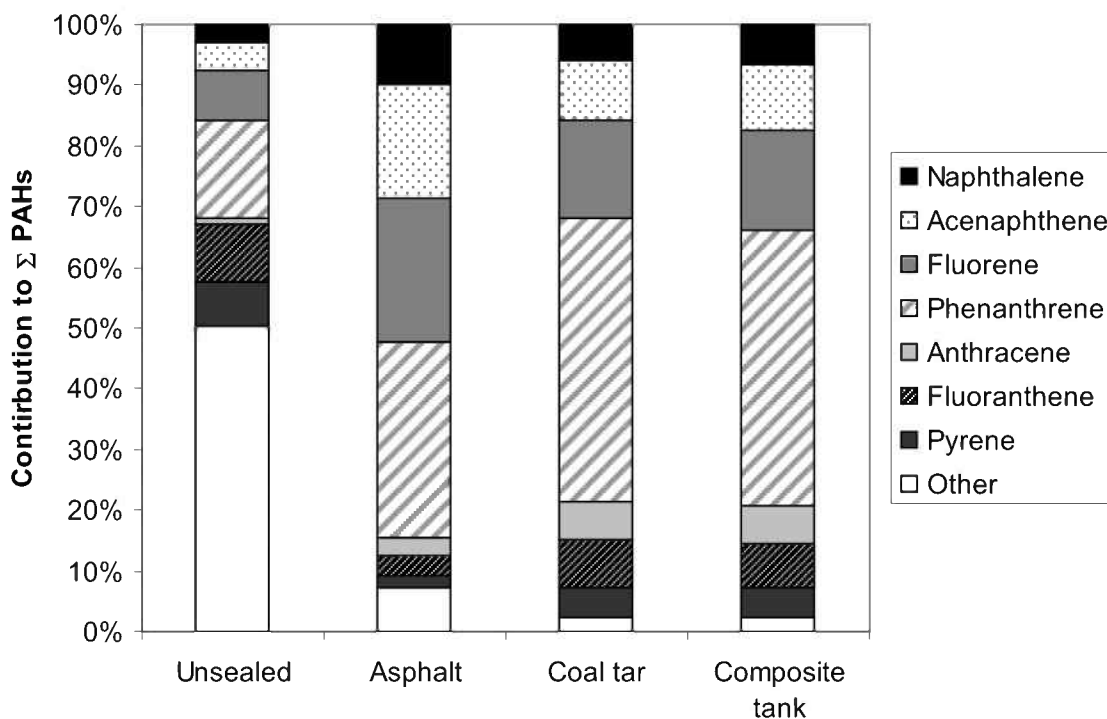 100%
90%
80%
70%
60%
50%
40%
30%
20%
10%
0%
Contirbution to Σ PAHs
Unsealed
Asphalt
Coal tar
Composite
tank
Naphthalene
Acenaphthene
Fluorene
Phenanthrene
Anthracene
Fluoranthene
Pyrene
Other